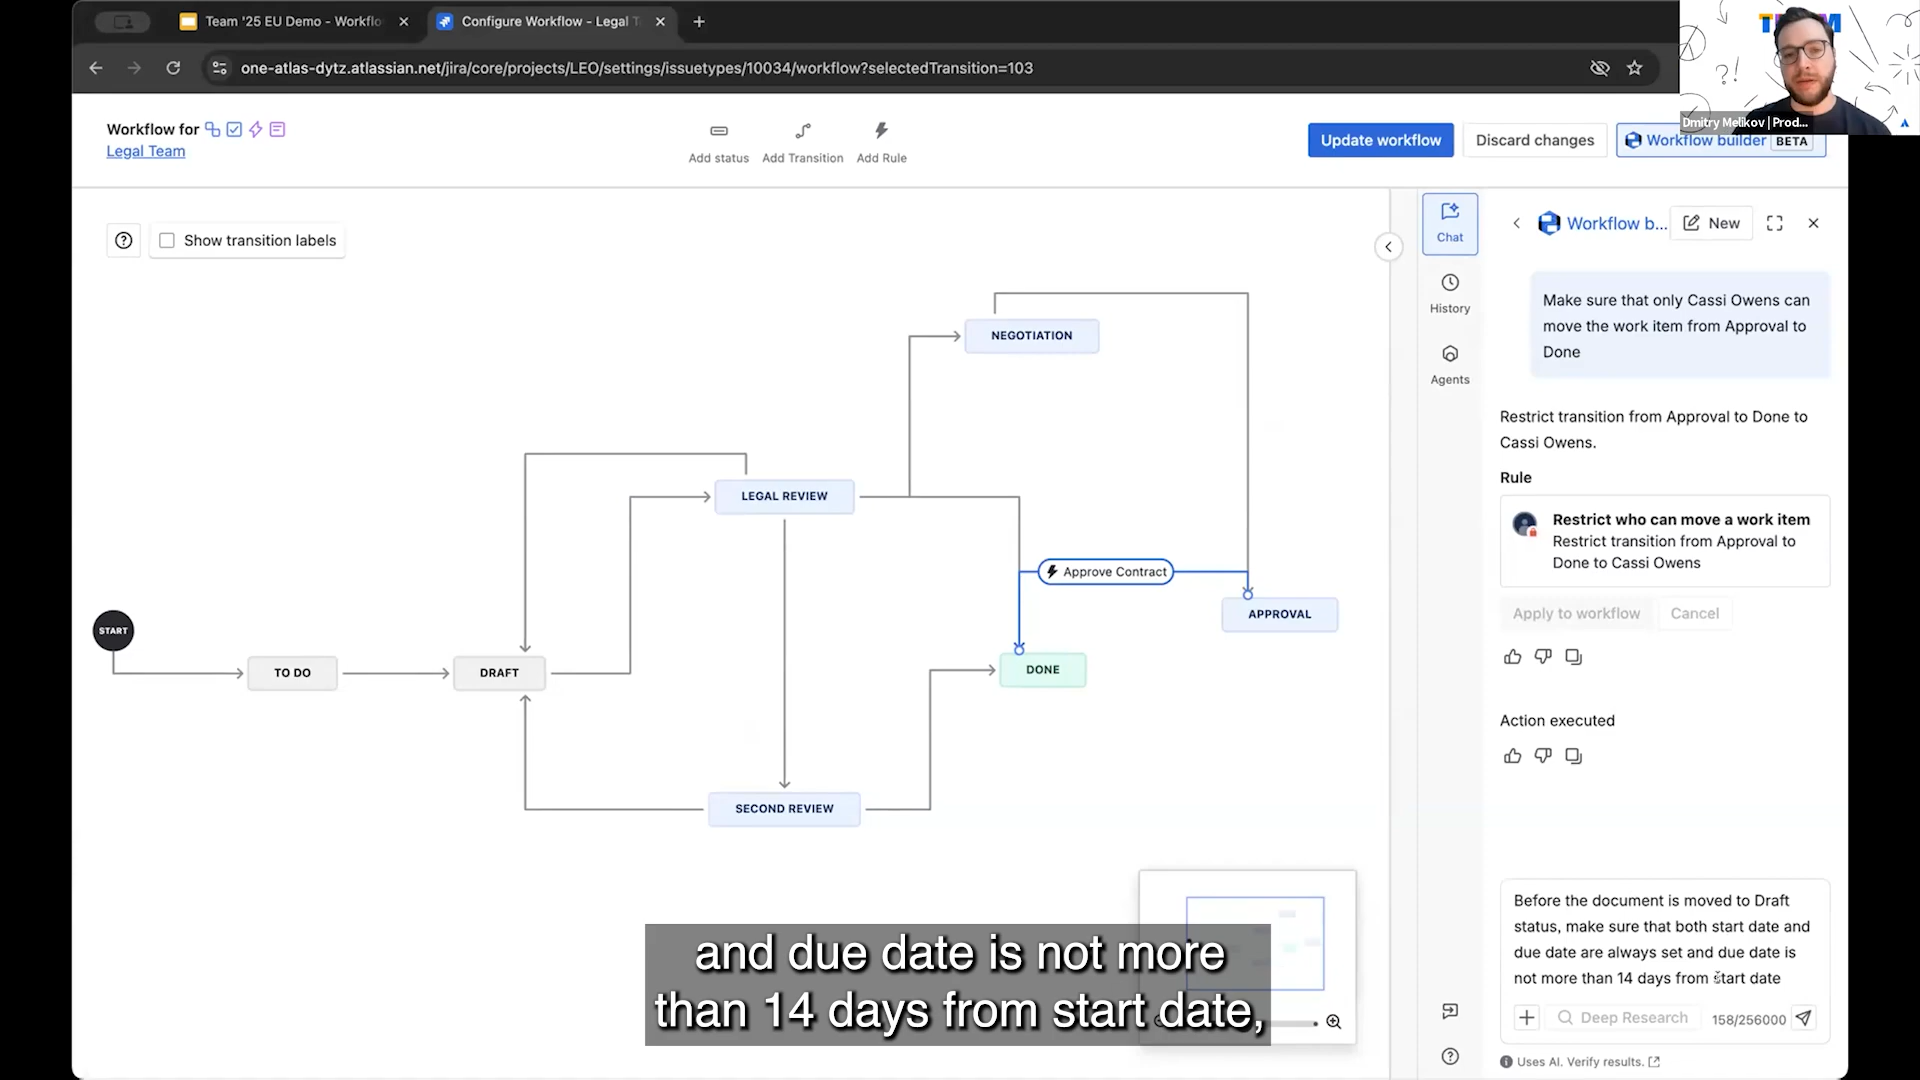 Team '25 EU Demo - Workflo
Configure Workflow - Legal T
one-atlas-dytz.atlassian.net/jira/core/projects/LEO/settings/issuetypes/10034/workflow?selectedTransition=103
Dmitry Melikov | Prod...
Workflow for
Legal Team
Add status
Add Transition
Add Rule
Update workflow
Discard changes
Workflow builder BETA
Show transition labels
START
TO DO
DRAFT
LEGAL REVIEW
NEGOTIATION
Approve Contract
APPROVAL
DONE
SECOND REVIEW
Chat
History
Agents
Workflow b...
New
Make sure that only Cassi Owens can
move the work item from Approval to
Done
Restrict transition from Approval to Done to
Cassi Owens.
Rule
Restrict who can move a work item
Restrict transition from Approval to
Done to Cassi Owens
Apply to workflow
Cancel
Action executed
Before the document is moved to Draft
status, make sure that both start date and
due date are always set and due date is
not more than 14 days from start date
Deep Research
158/256000
Uses AI. Verify results.
and due date is not more
than 14 days from start date,